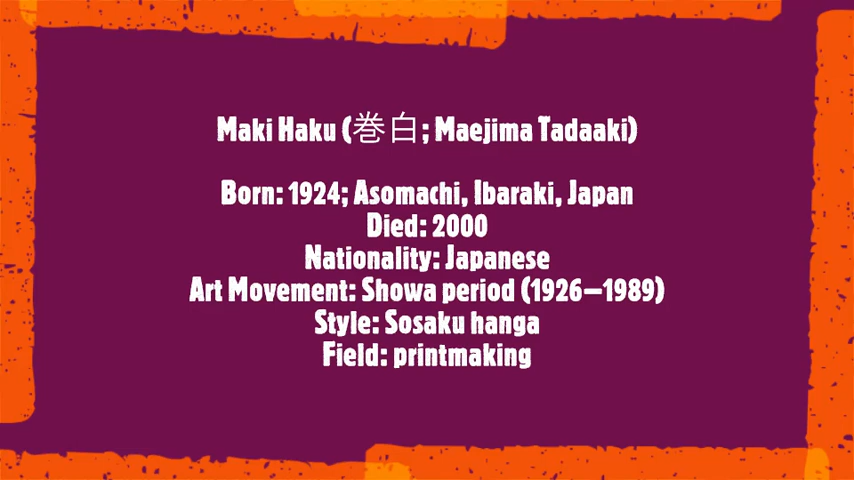 Maki Haku (巻白; Maejima Tadaaki)
Born: 1924; Asomachi, Ibaraki, Japan
Died: 2000
Nationality: Japanese
Art Movement: Showa period (1926–1989)
Style: Sosaku hanga
Field: printmaking